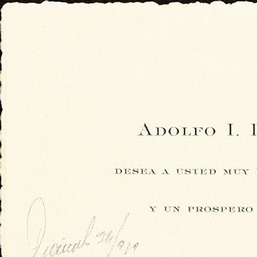 ADOLFO I.
DESEA A USTED MUY
Y UN PROSPERO